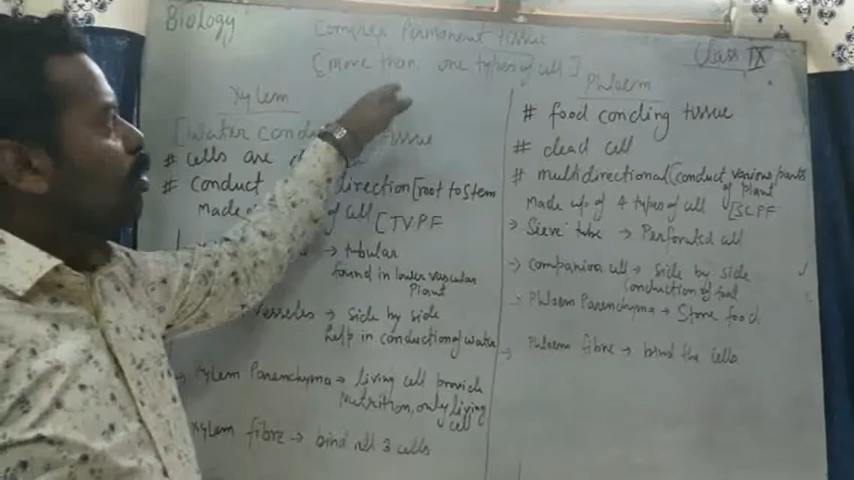 Biology
Complex Permanent tissue
Class IX
[more than one types of cell]
Xylem
[Water tissue
# cells are
# conduct direction [root to stem
of cell [TVPF
→ tubular
found in lower vascular
Plant
Vesseles → side by side
help in conduction of water
Xylem Parenchyma → living cell
Nutrition, only living
cell
Xylem fibre → bind all 3 cells
Phloem
# food conding tissue
# dead cell
# multidirectional (conduct various parts
of plant
Made up of 4 types of cell [SCPF
> Sieve tube → Perforated cell
> companion cell → side by side
conduction of food
> Phloem Parenchyma → Store food
> Phloem fibre → bind the cells